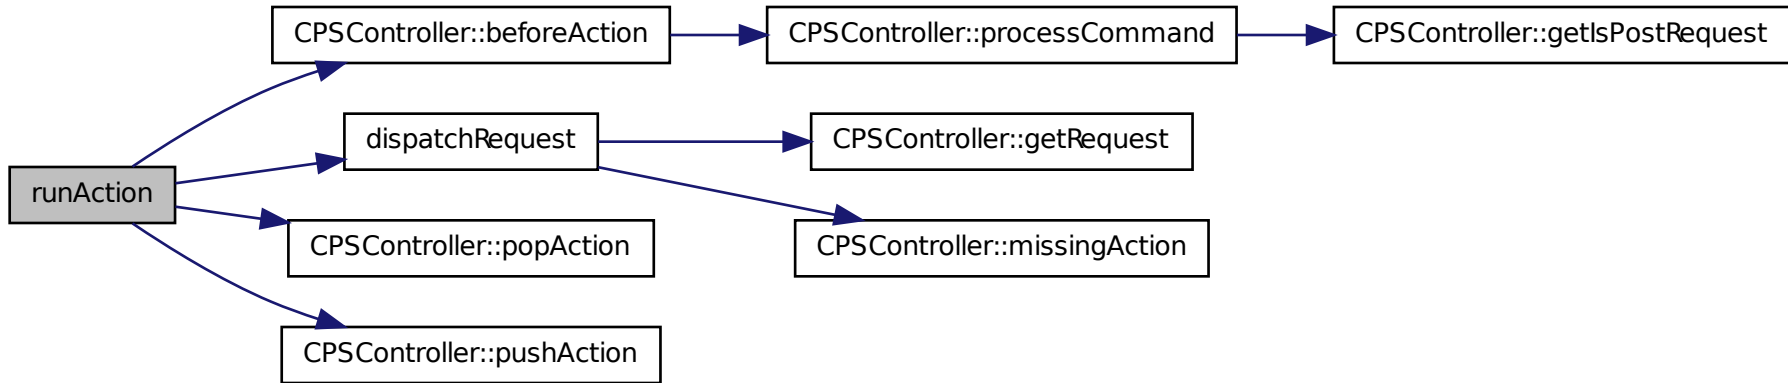 CPSController::beforeAction
CPSController::processCommand
CPSController::getIsPostRequest
dispatchRequest
CPSController::getRequest
runAction
CPSController::popAction
CPSController::missingAction
CPSController::pushAction